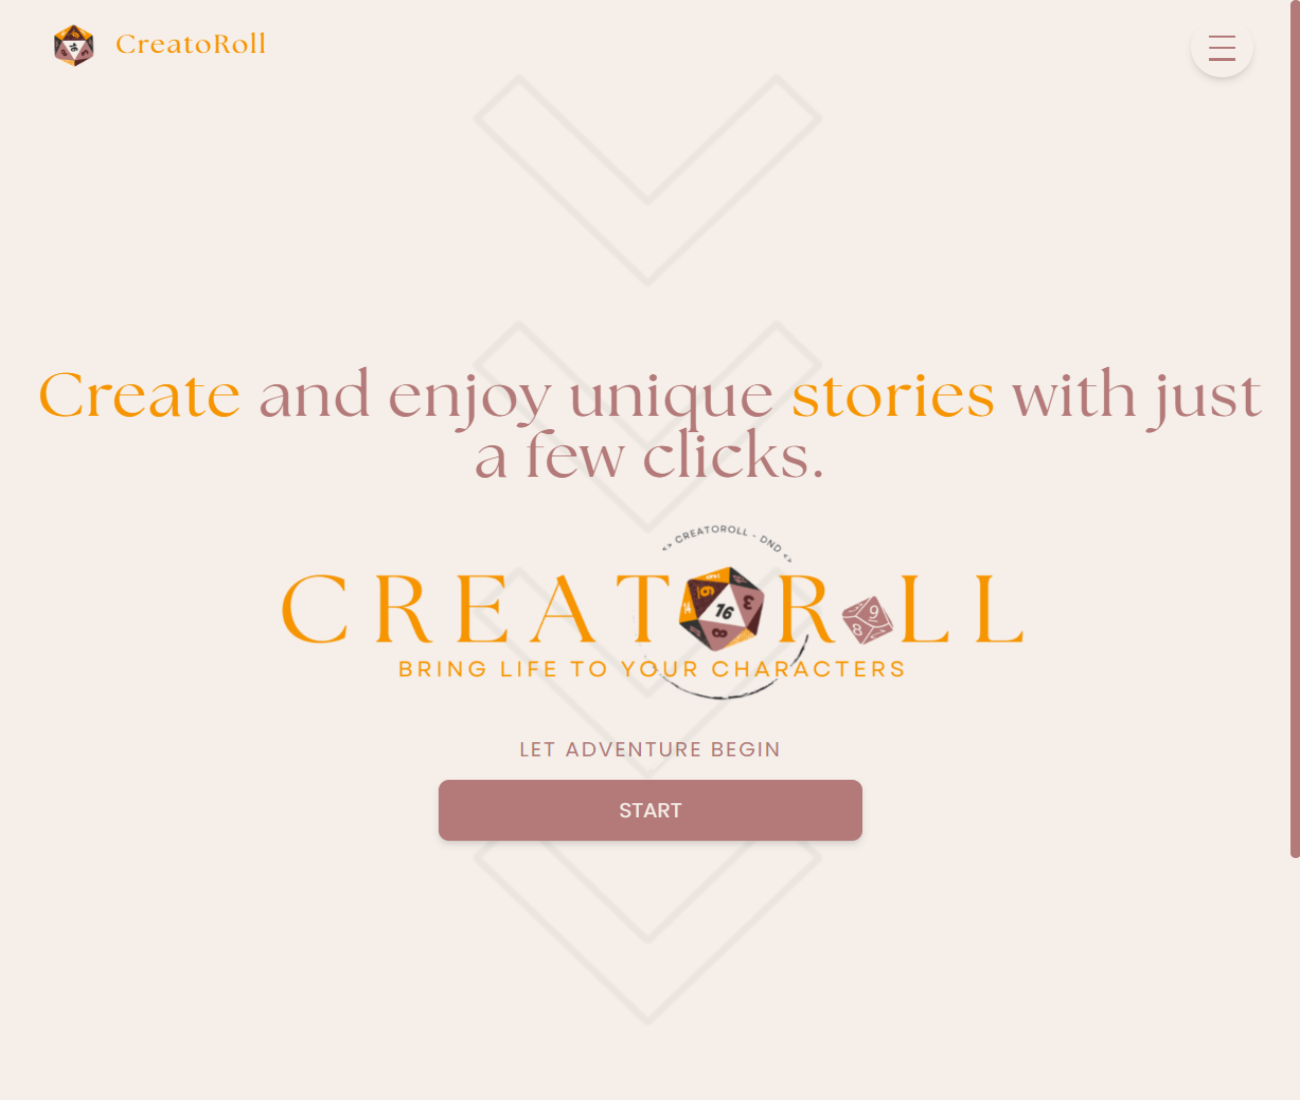 CreatoRoll
Create and enjoy unique stories with just
a few clicks.
<> CREATOROLL - DND <>
CREATOROLL
BRING LIFE TO YOUR CHARACTERS
LET ADVENTURE BEGIN
START